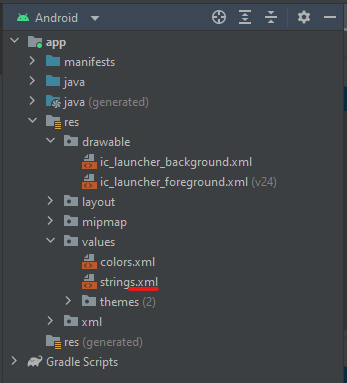 Android
app
manifests
java
java (generated)
res
drawable
ic_launcher_background.xml
ic_launcher_foreground.xml (v24)
layout
mipmap
values
colors.xml
strings.xml
themes (2)
xml
res (generated)
Gradle Scripts